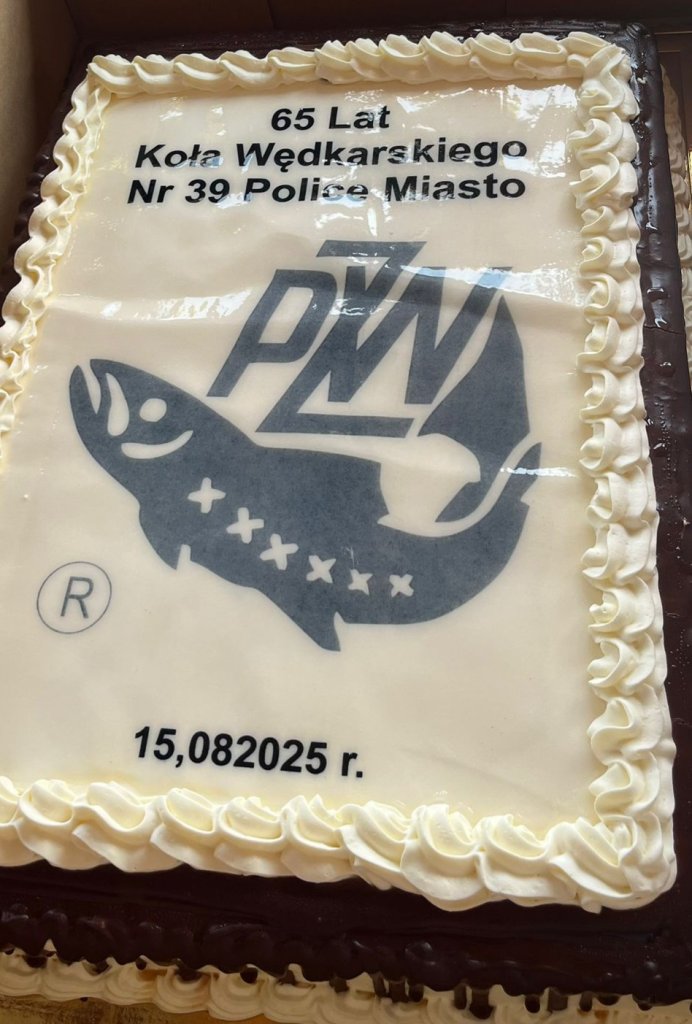 65 Lat
Koła Wędkarskiego
Nr 39 Police Miasto
PZW
R
15,082025 r.